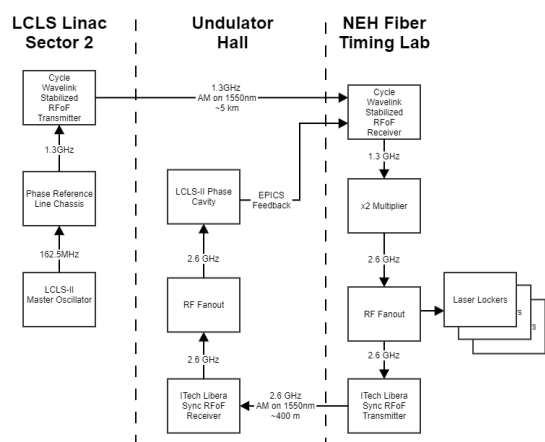 LCLS Linac
Sector 2
Undulator
Hall
NEH Fiber
Timing Lab
Cycle
Wavelink
Stabilized
RFoF
Transmitter
1.3GHz
AM on 1550nm
~5 km
Cycle
Wavelink
Stabilized
RFoF
Receiver
1.3GHz
1.3 GHz
Phase Reference
Line Chassis
LCLS-II Phase
Cavity
EPICS
Feedback
x2 Multiplier
162.5MHz
2.6 GHz
2.6 GHz
LCLS-II
Master Oscillator
RF Fanout
RF Fanout
Laser Lockers
rs
s
2.6 GHz
2.6 GHz
ITech Libera
Sync RFoF
Receiver
2.6 GHz
AM on 1550nm
~400 m
ITech Libera
Sync RFoF
Transmitter